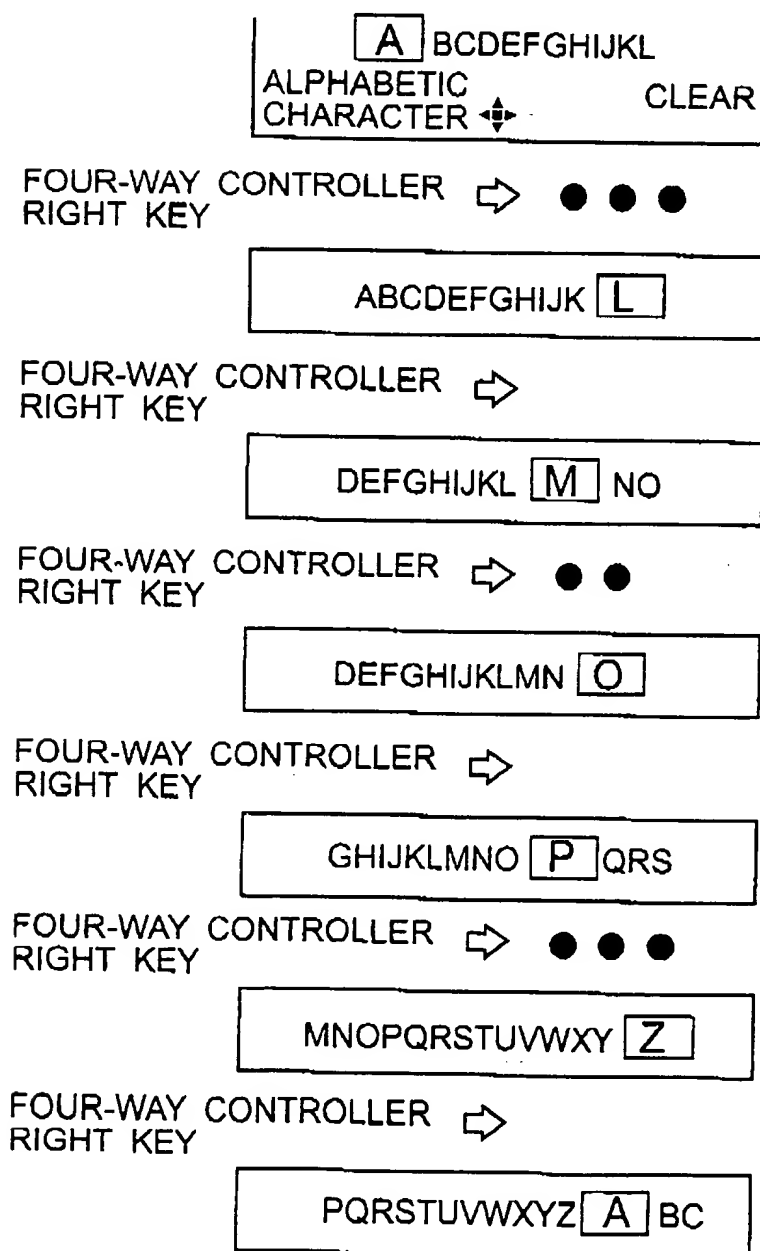 A BCDEFGHIJKL
ALPHABETIC
CHARACTER
CLEAR
FOUR-WAY CONTROLLER
RIGHT KEY
ABCDEFGHIJK L
FOUR-WAY CONTROLLER
RIGHT KEY
DEFGHIJKL M NO
FOUR-WAY CONTROLLER
RIGHT KEY
DEFGHIJKLMN O
FOUR-WAY CONTROLLER
RIGHT KEY
GHIJKLMNO P QRS
FOUR-WAY CONTROLLER
RIGHT KEY
MNOPQRSTUVWXY Z
FOUR-WAY CONTROLLER
RIGHT KEY
PQRSTUVWXYZ A BC